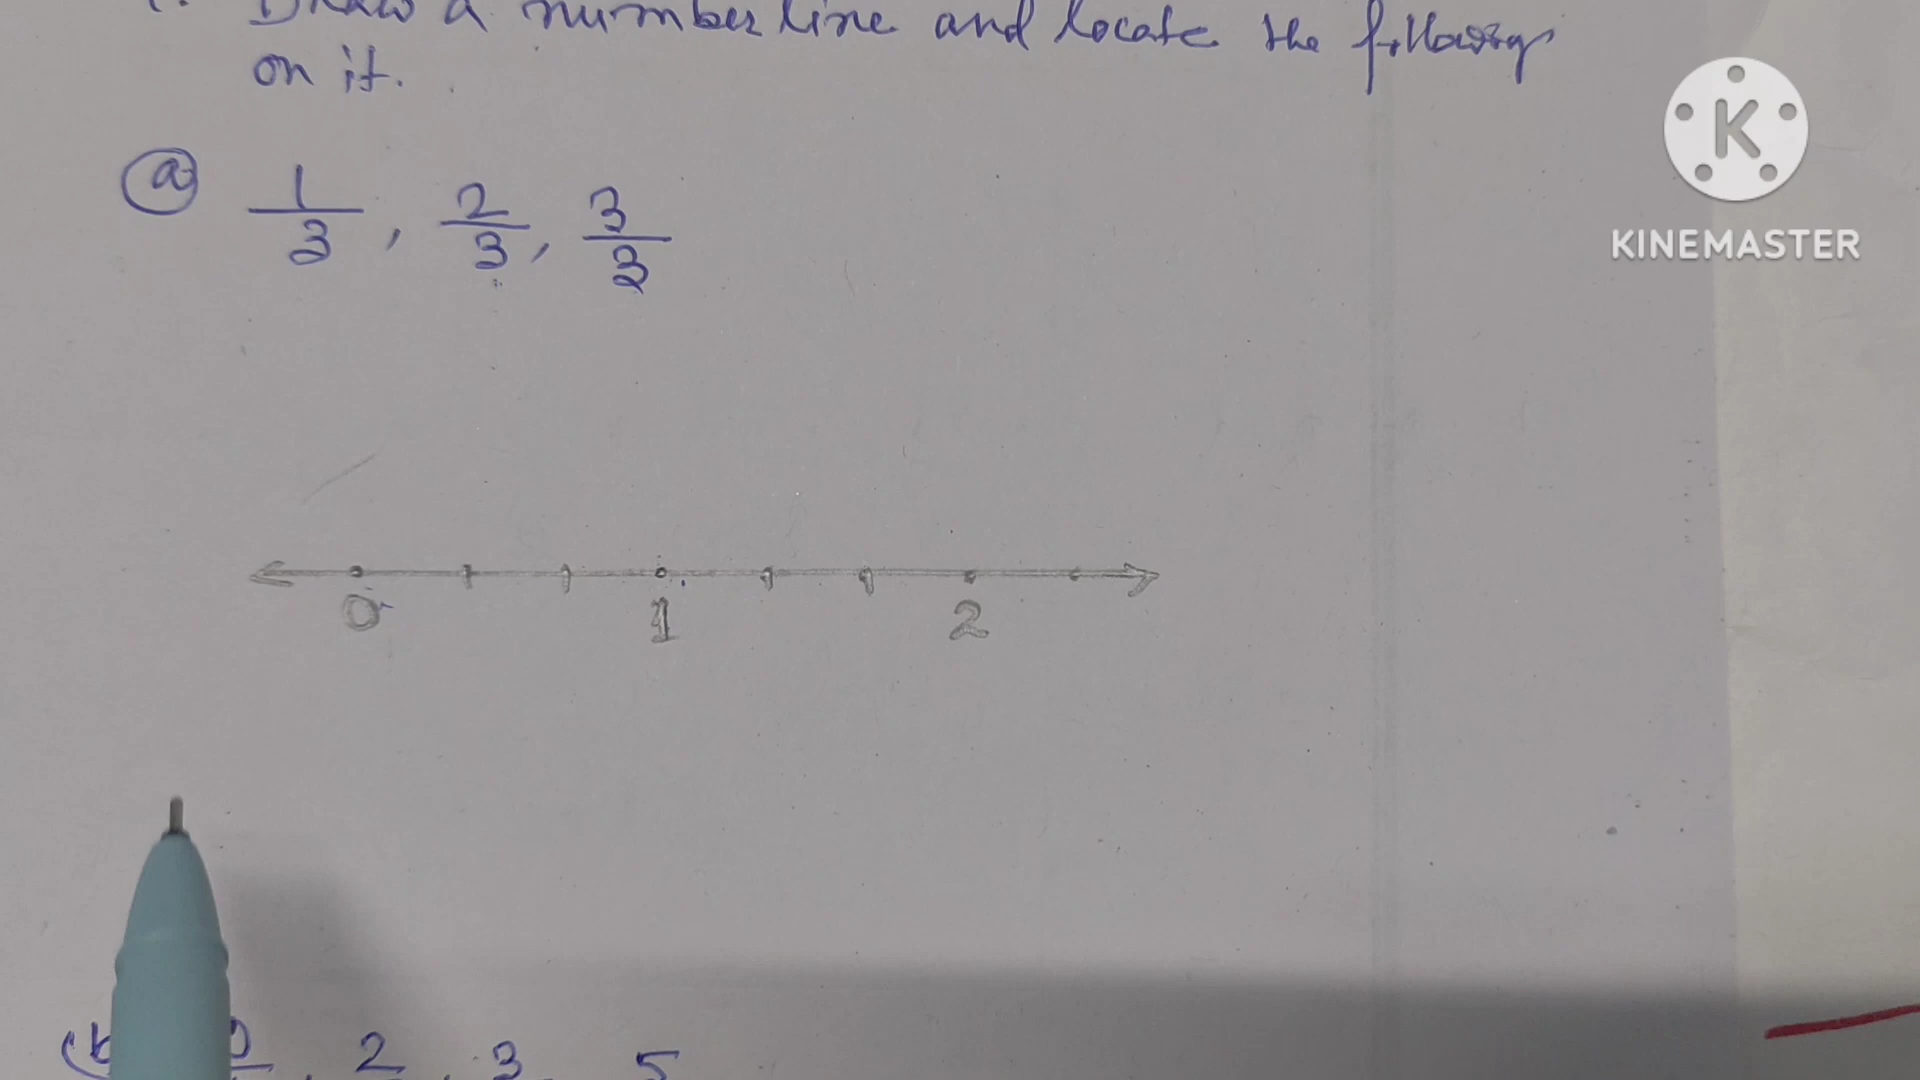 Draw a number line and locate the following
on it.
KINEMASTER
(a) 1/3, 2/3, 3/3
0 1 2
2 3 5